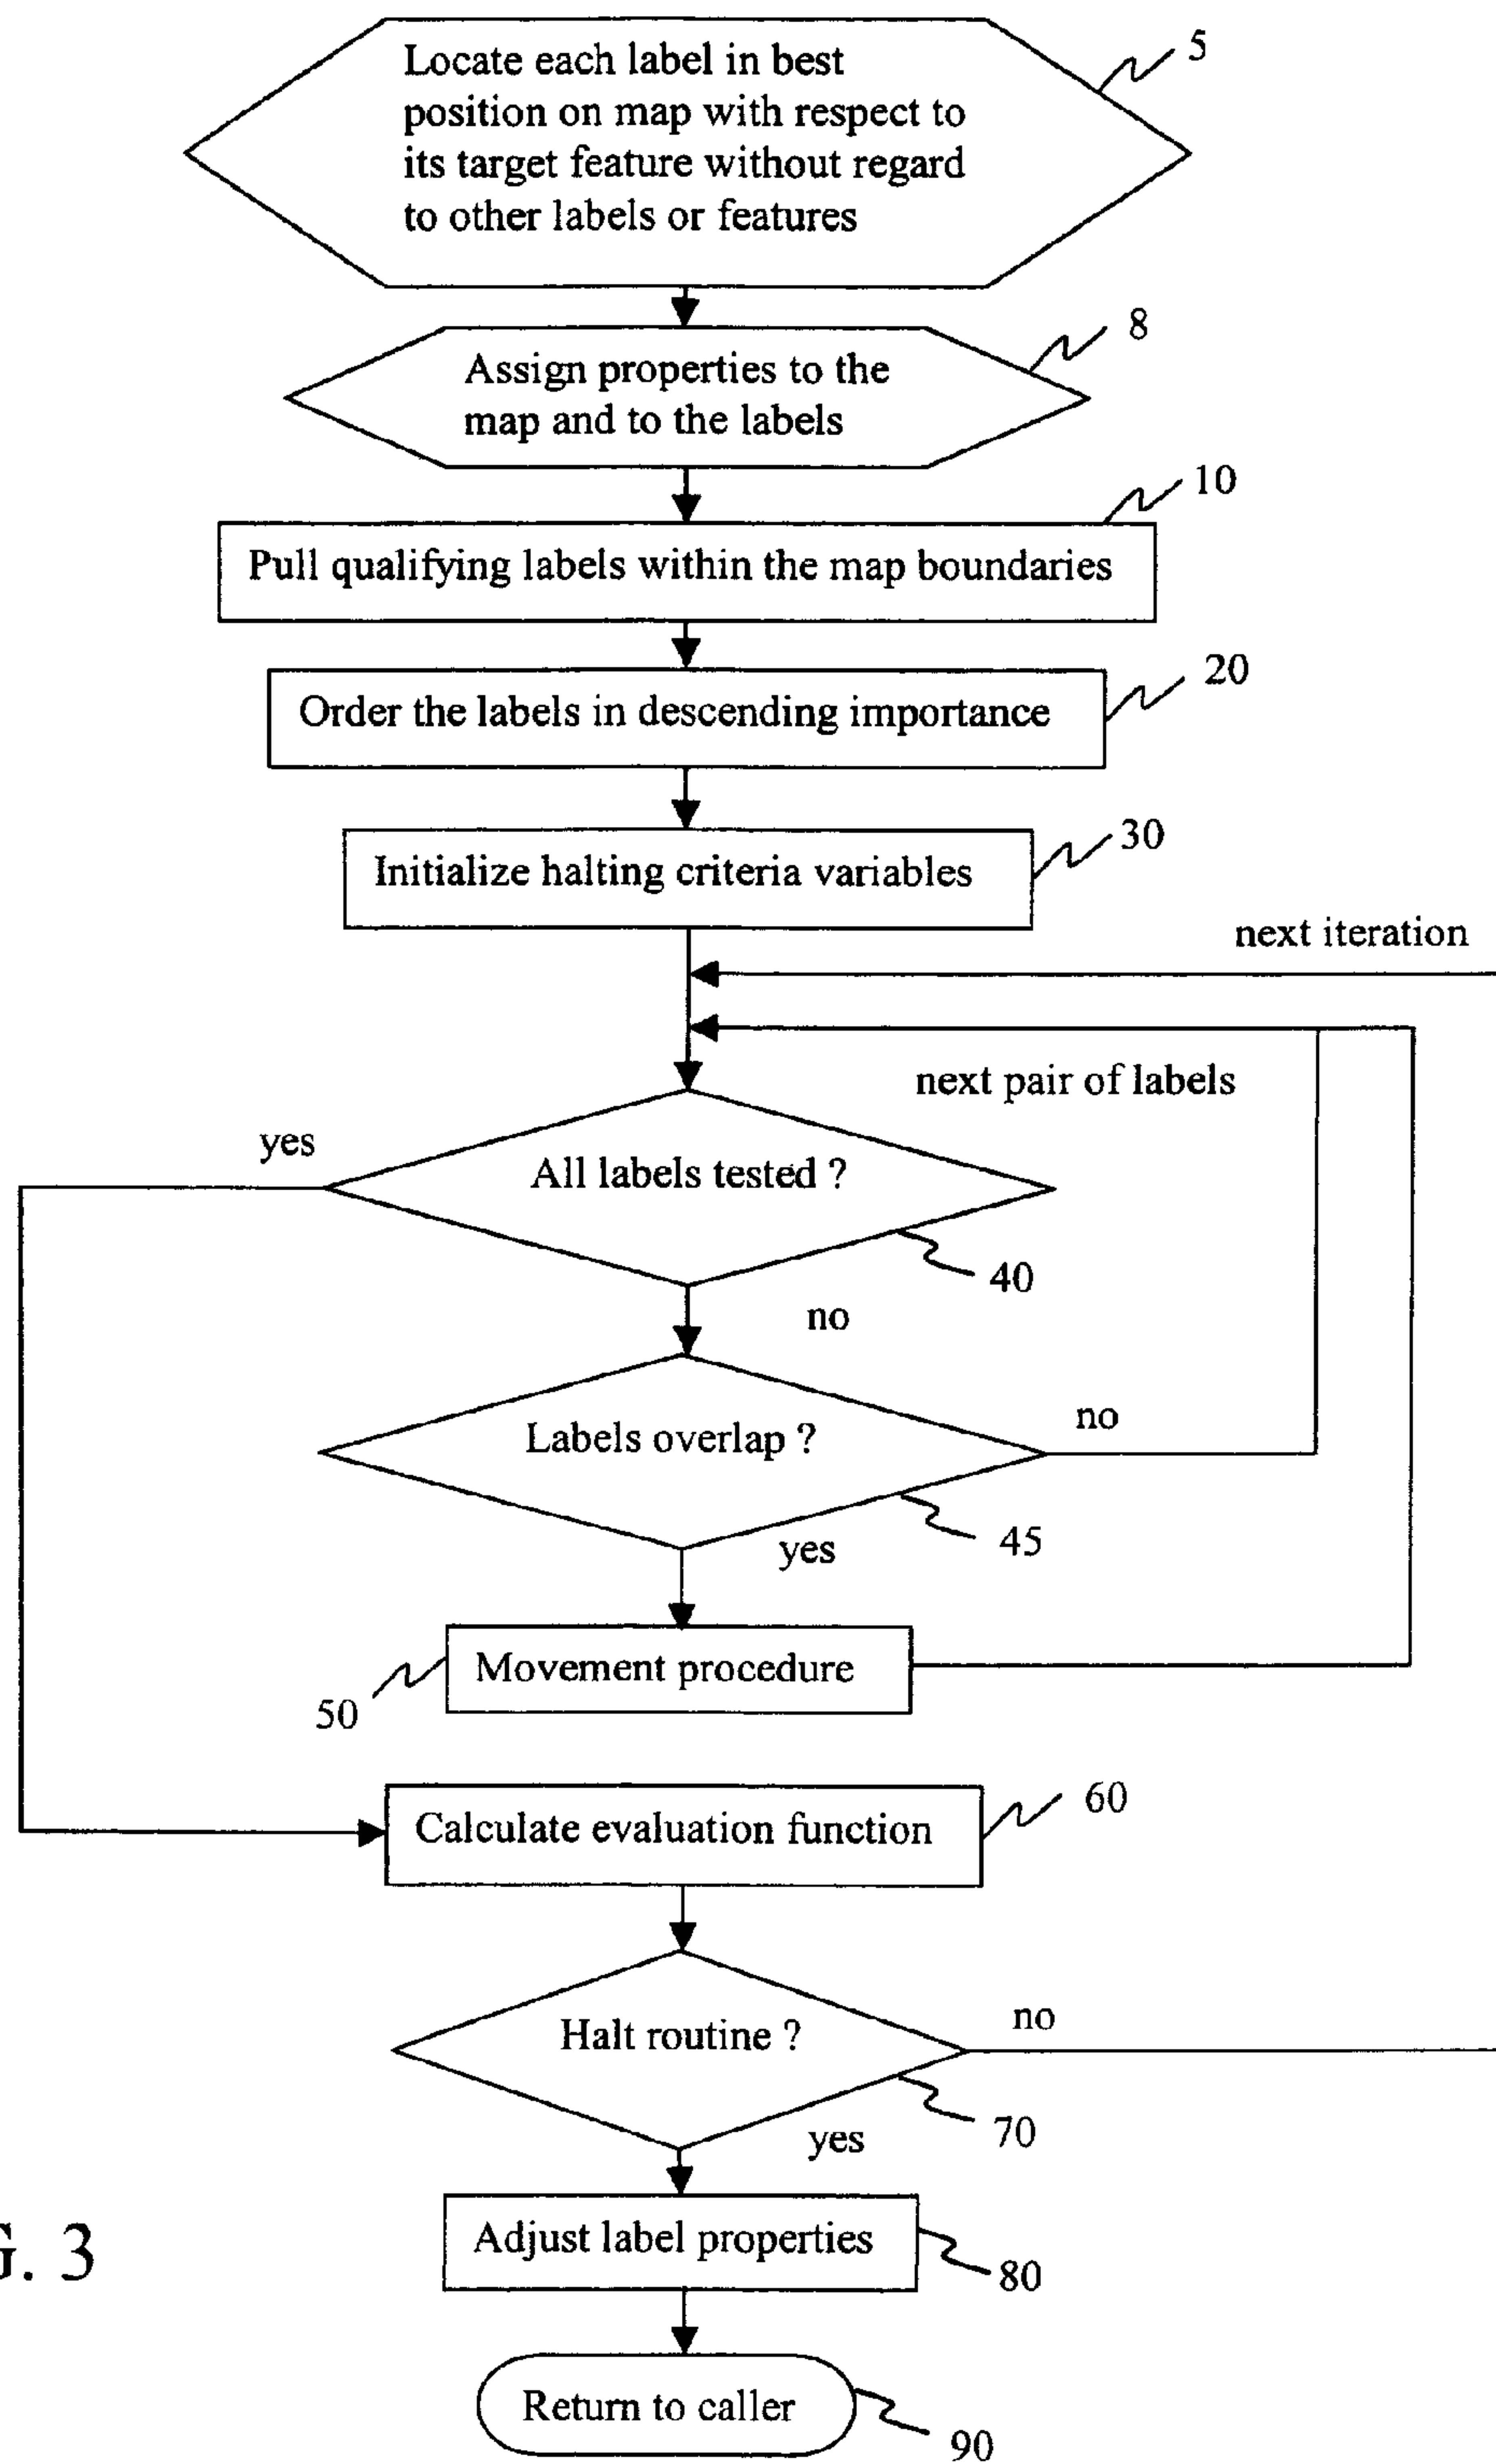 Locate each label in best
position on map with respect to
its target feature without regard
to other labels or features
5
Assign properties to the
map and to the labels
8
Pull qualifying labels within the map boundaries
10
Order the labels in descending importance
20
Initialize halting criteria variables
30
next iteration
next pair of labels
yes
All labels tested ?
40
no
Labels overlap ?
no
45
yes
Movement procedure
50
Calculate evaluation function
60
Halt routine ?
no
70
yes
Adjust label properties
80
G. 3
Return to caller
90